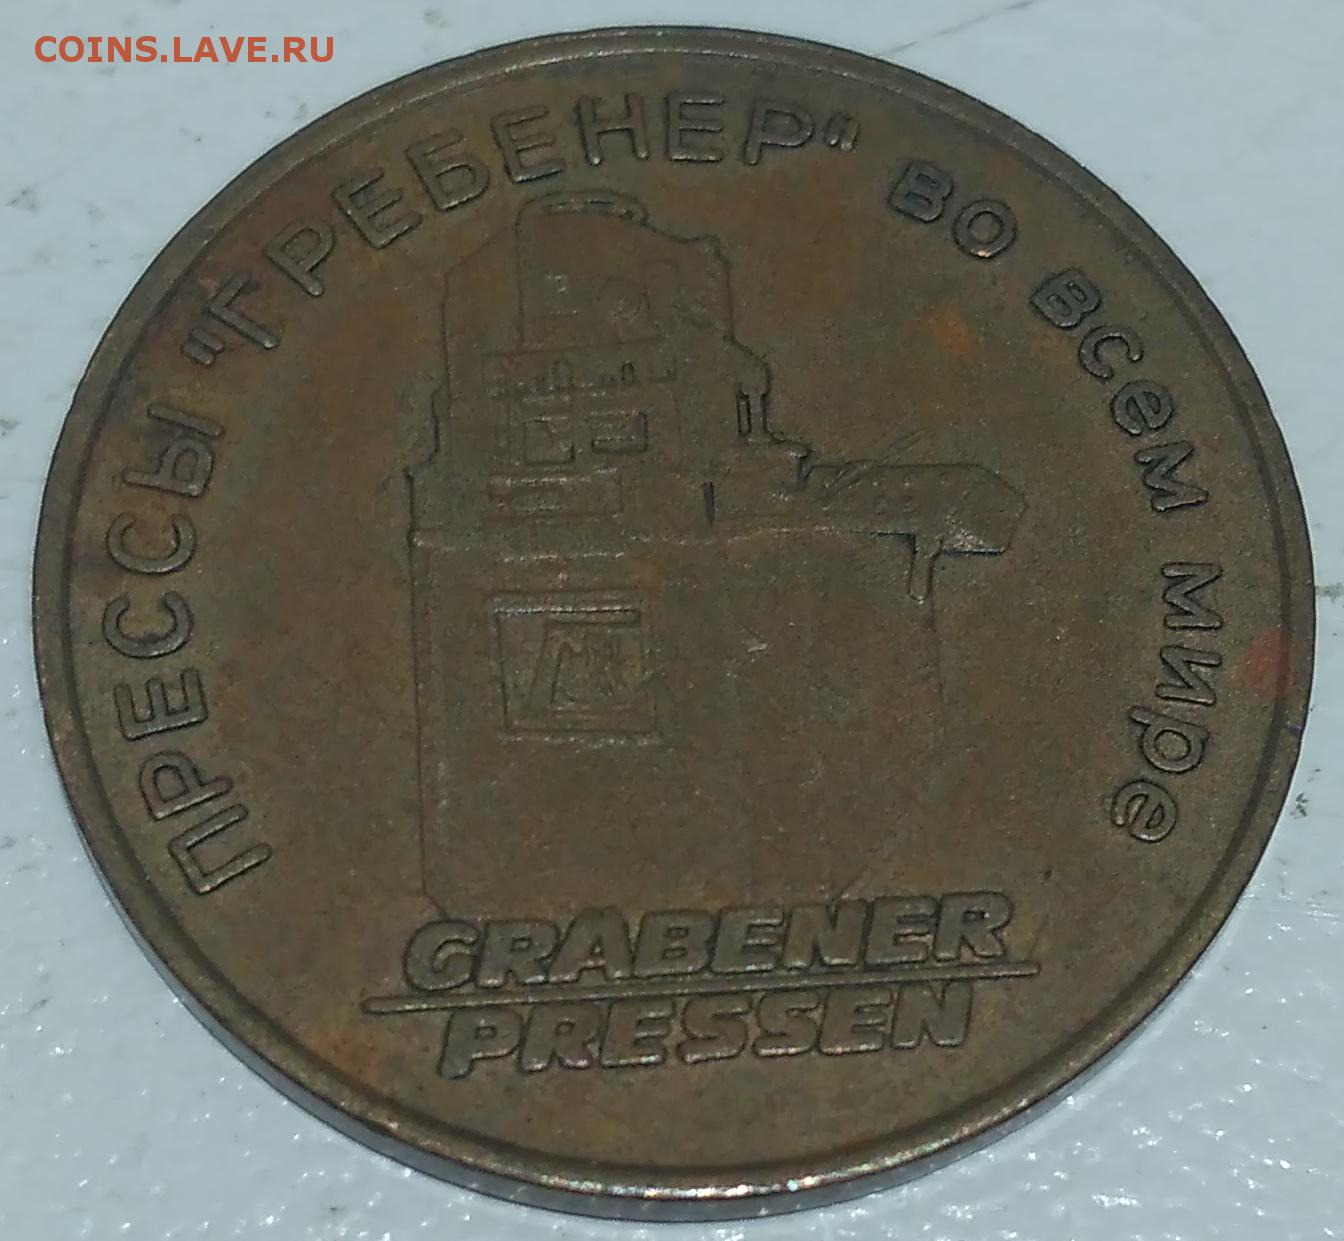 COINS.LAVE.RU
ПРЕССЫ "ГРЕБЕНЕР" во всем мире
GRABENER
PRESSEN